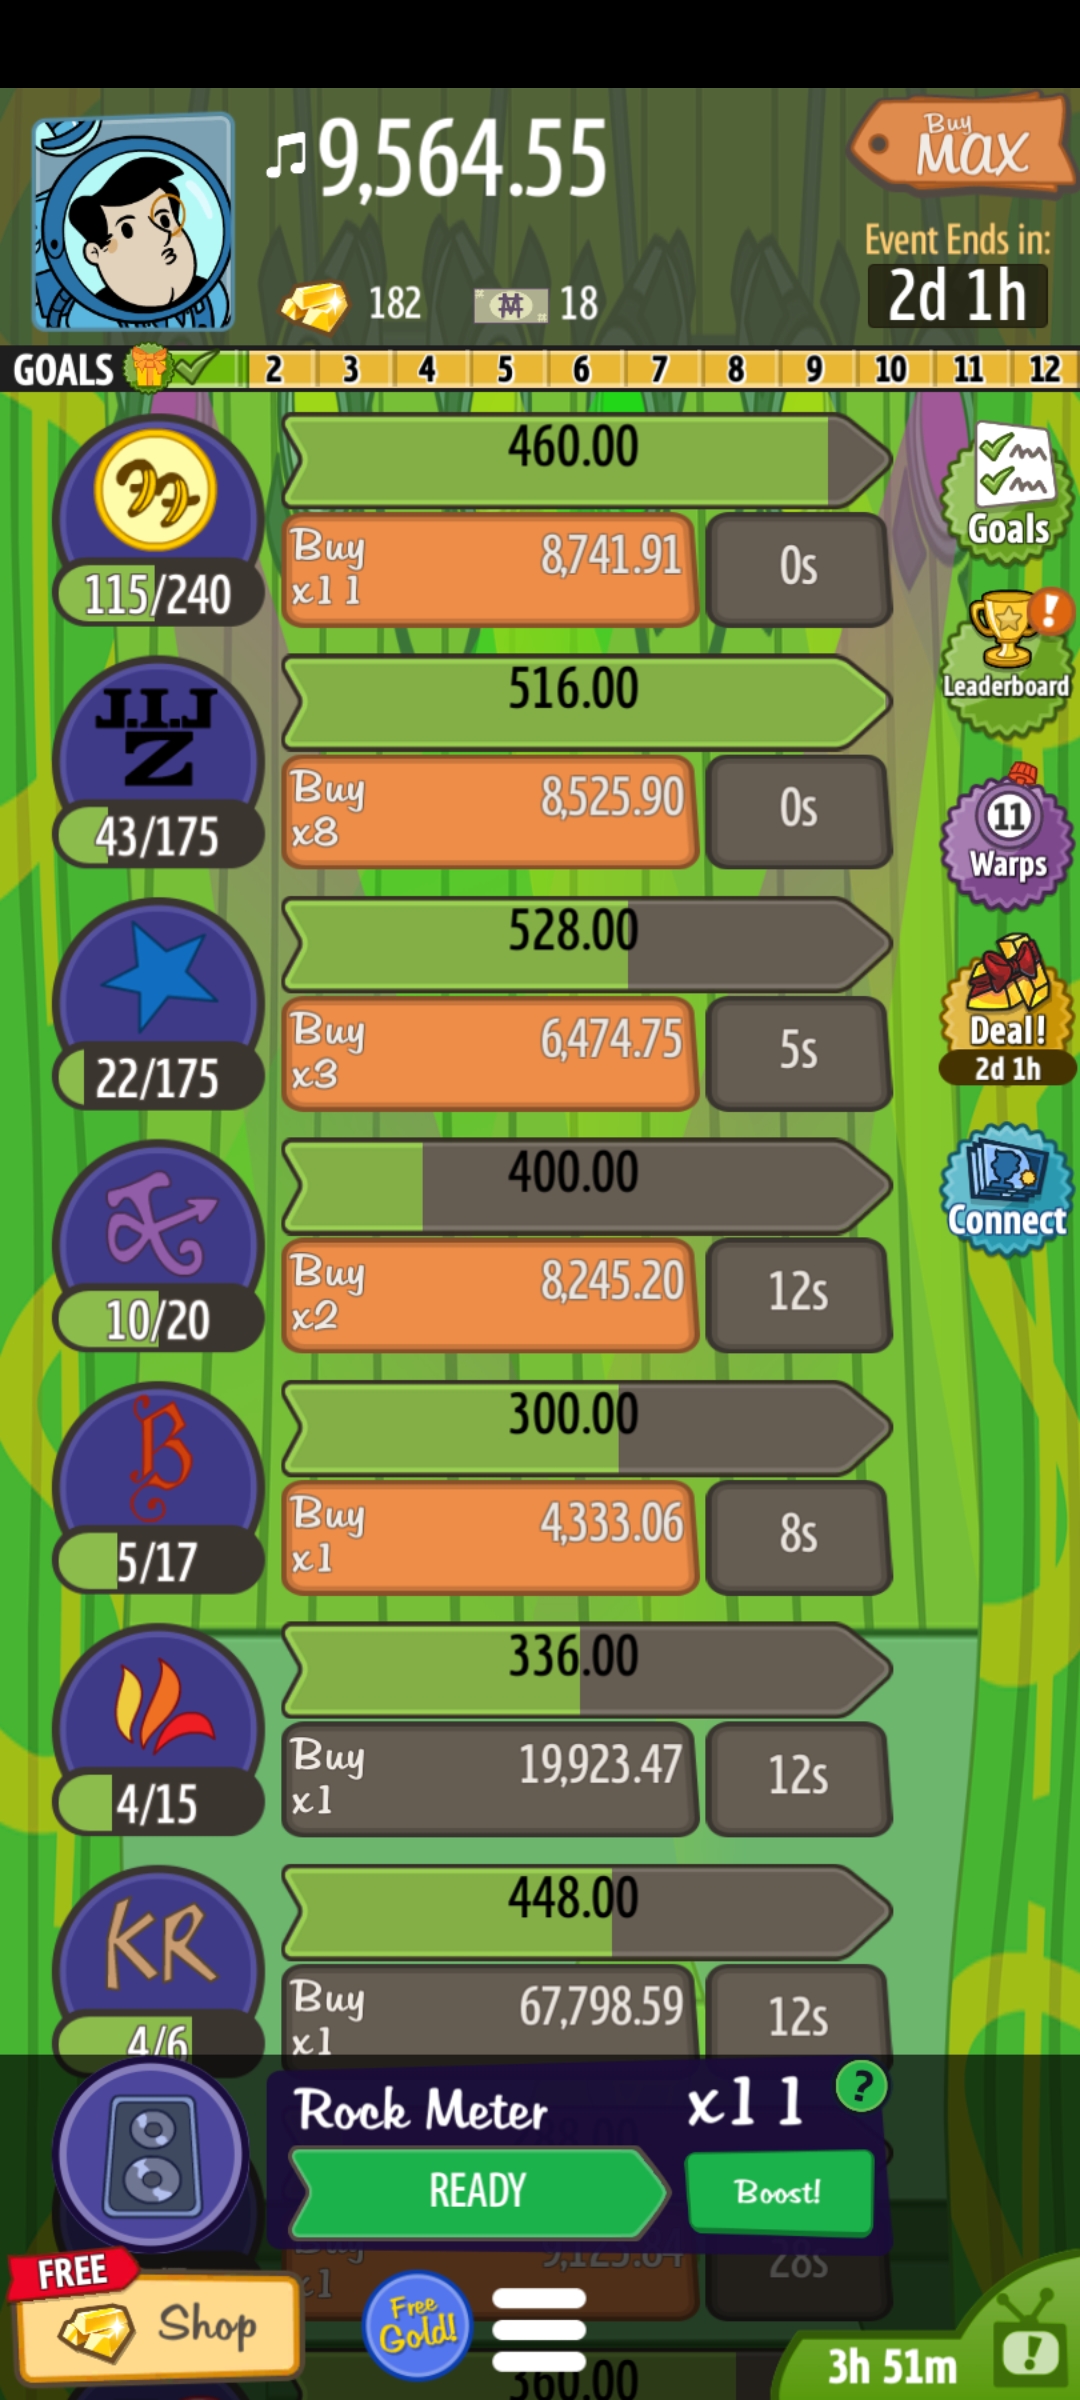 9,564.55
Buy
MAX
Event Ends in:
2d 1h
182
18
GOALS 2 3 4 5 6 7 8 9 10 11 12
460.00
Buy
x11
8,741.91
0s
115/240
Goals
J.I.J
Z
516.00
Buy
x8
8,525.90
0s
43/175
Leaderboard
11
Warps
528.00
Buy
x3
6,474.75
5s
22/175
Deal!
2d 1h
400.00
Buy
x2
8,245.20
12s
10/20
Connect
B
300.00
Buy
x1
4,333.06
8s
5/17
336.00
Buy
x1
19,923.47
12s
4/15
KR
448.00
Buy
x1
67,798.59
12s
4/6
Rock Meter
x11
?
READY
Boost!
x1
28s
FREE
Shop
Free
Gold!
3h 51m
360.00